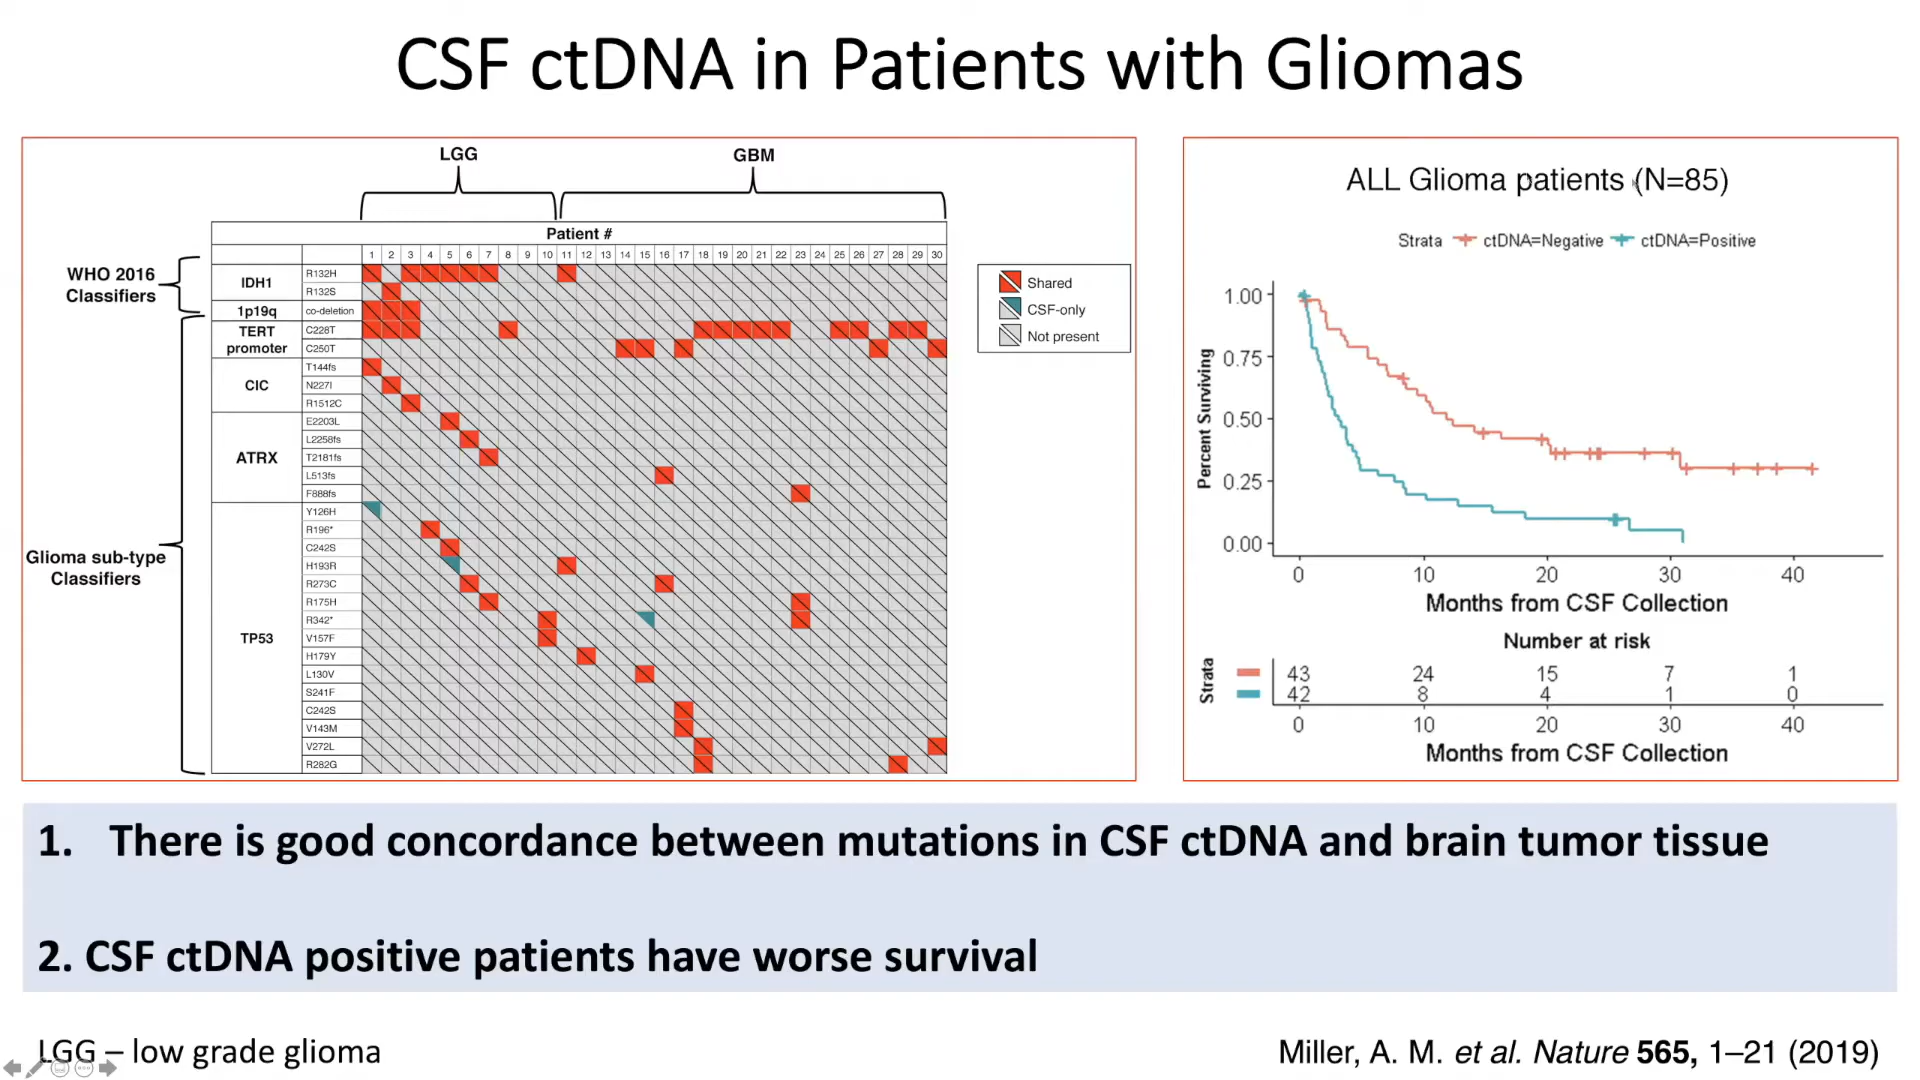 CSF ctDNA in Patients with Gliomas
LGG
GBM
Patient #
1 2 3 4 5 6 7 8 9 10 11 12 13 14 15 16 17 18 19 20 21 22 23 24 25 26 27 28 29 30
WHO 2016
Classifiers
IDH1
R132H
R132S
1p19q
co-deletion
TERT
promoter
C228T
C250T
CIC
T144fs
N227I
R1512C
ATRX
E2203L
L2258fs
T2181fs
L513fs
F888fs
Glioma sub-type
Classifiers
TP53
Y126H
R196*
C242S
H193R
R273C
R175H
R342*
V157F
H179Y
L130V
S241F
C242S
V143M
V272L
R282G
Shared
CSF-only
Not present
ALL Glioma patients (N=85)
Strata ctDNA=Negative ctDNA=Positive
Percent Surviving
1.00
0.75
0.50
0.25
0.00
0 10 20 30 40
Months from CSF Collection
Number at risk
Strata
43 24 15 7 1
42 8 4 1 0
0 10 20 30 40
Months from CSF Collection
1. There is good concordance between mutations in CSF ctDNA and brain tumor tissue
2. CSF ctDNA positive patients have worse survival
LGG – low grade glioma
Miller, A. M. et al. Nature 565, 1–21 (2019)